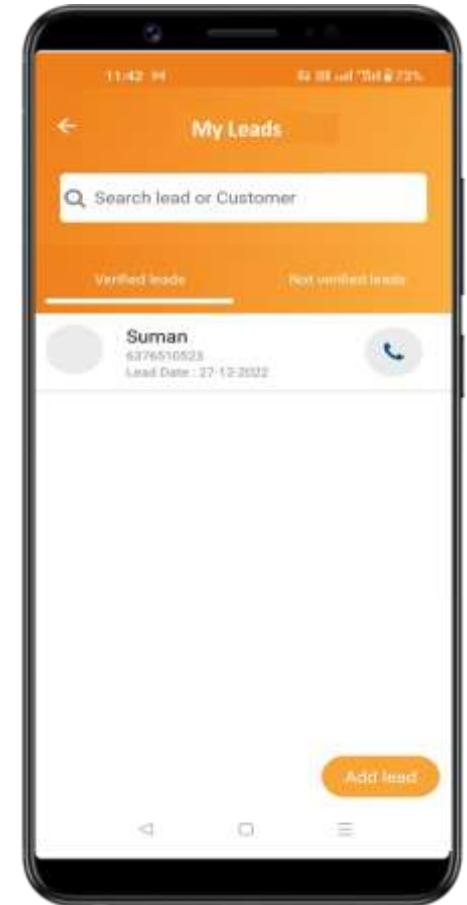 11:42
73%
My Leads
Search lead or Customer
Verified leads
Not verified leads
Suman
6376510523
Lead Date : 27-12-2022
Add lead